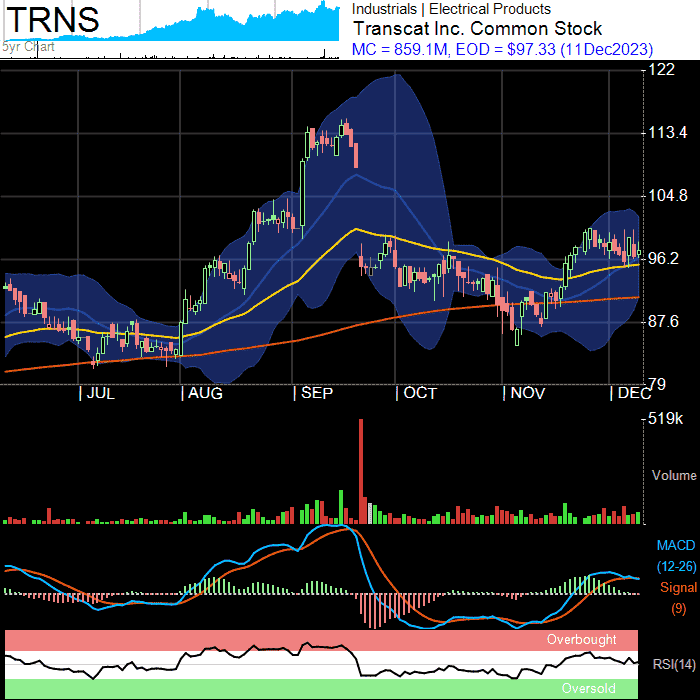 TRNS
5yr Chart
Industrials | Electrical Products
Transcat Inc. Common Stock
MC = 859.1M, EOD = $97.33 (11Dec2023)
122
113.4
104.8
96.2
87.6
79
JUL AUG SEP OCT NOV DEC
519k
Volume
MACD
(12-26)
Signal
(9)
Overbought
RSI(14)
Oversold